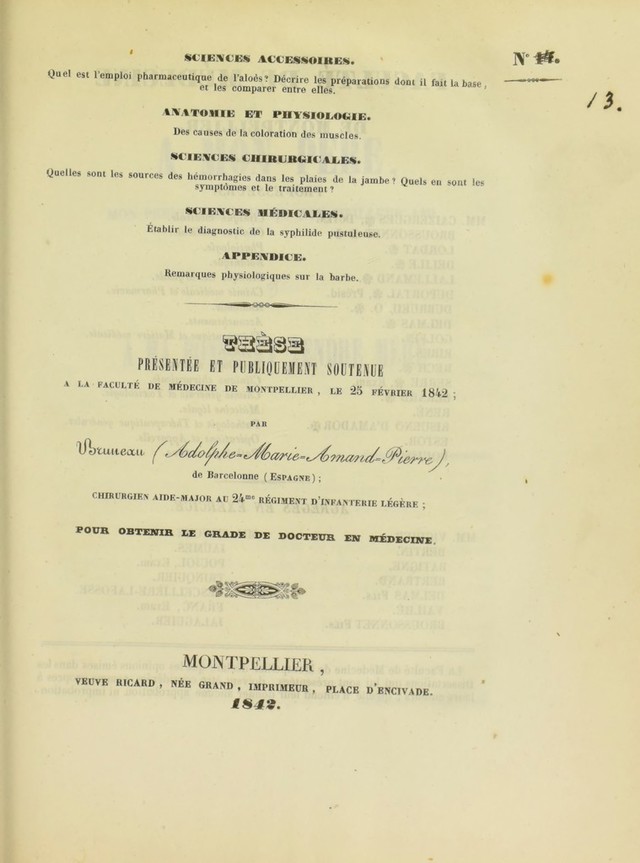 SCIENCES ACCESSOIRES.
N° 14.
Quel est l'emploi pharmaceutique de l'aloés? Décrire les préparations dont il fait la base,
et les comparer entre elles.
13.
ANATOMIE ET PHYSIOLOGIE.
Des causes de la coloration des muscles.
SCIENCES CHIRURGICALES.
Quelles sont les sources des hémorrhagies dans les plaies de la jambe? Quels en sont les
symptômes et le traitement?
SCIENCES MÉDICALES.
Établir le diagnostic de la syphilide pustuleuse.
APPENDICE.
Remarques physiologiques sur la barbe.
THÈSE
PRÉSENTÉE ET PUBLIQUEMENT SOUTENUE
A LA FACULTÉ DE MÉDECINE DE MONTPELLIER, LE 25 FÉVRIER 1842;
PAR
Bruneau (Adolphe-Marie-Amand-Pierre),
de Barcelonne (ESPAGNE);
CHIRURGIEN AIDE-MAJOR AU 24me RÉGIMENT D'INFANTERIE LÉGÈRE;
POUR OBTENIR LE GRADE DE DOCTEUR EN MÉDECINE.
MONTPELLIER,
VEUVE RICARD, NÉE GRAND, IMPRIMEUR, PLACE D'ENCIVADE.
1842.